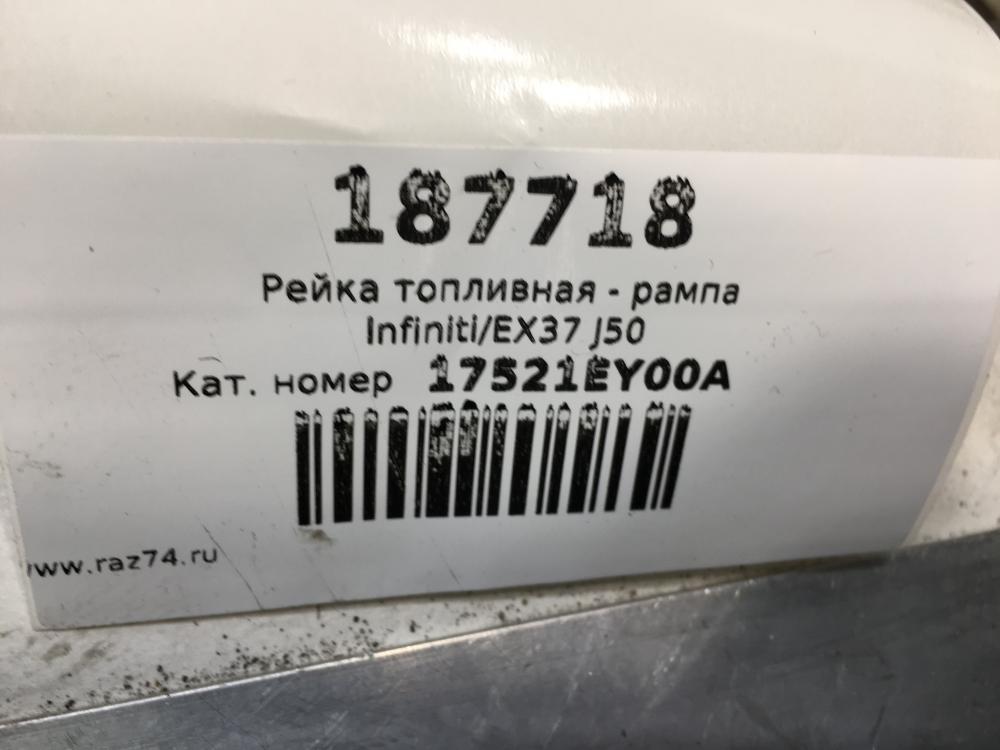 187718
Рейка топливная - рампа
Infiniti/EX37 J50
Кат. номер 17521EY00A
www.raz74.ru